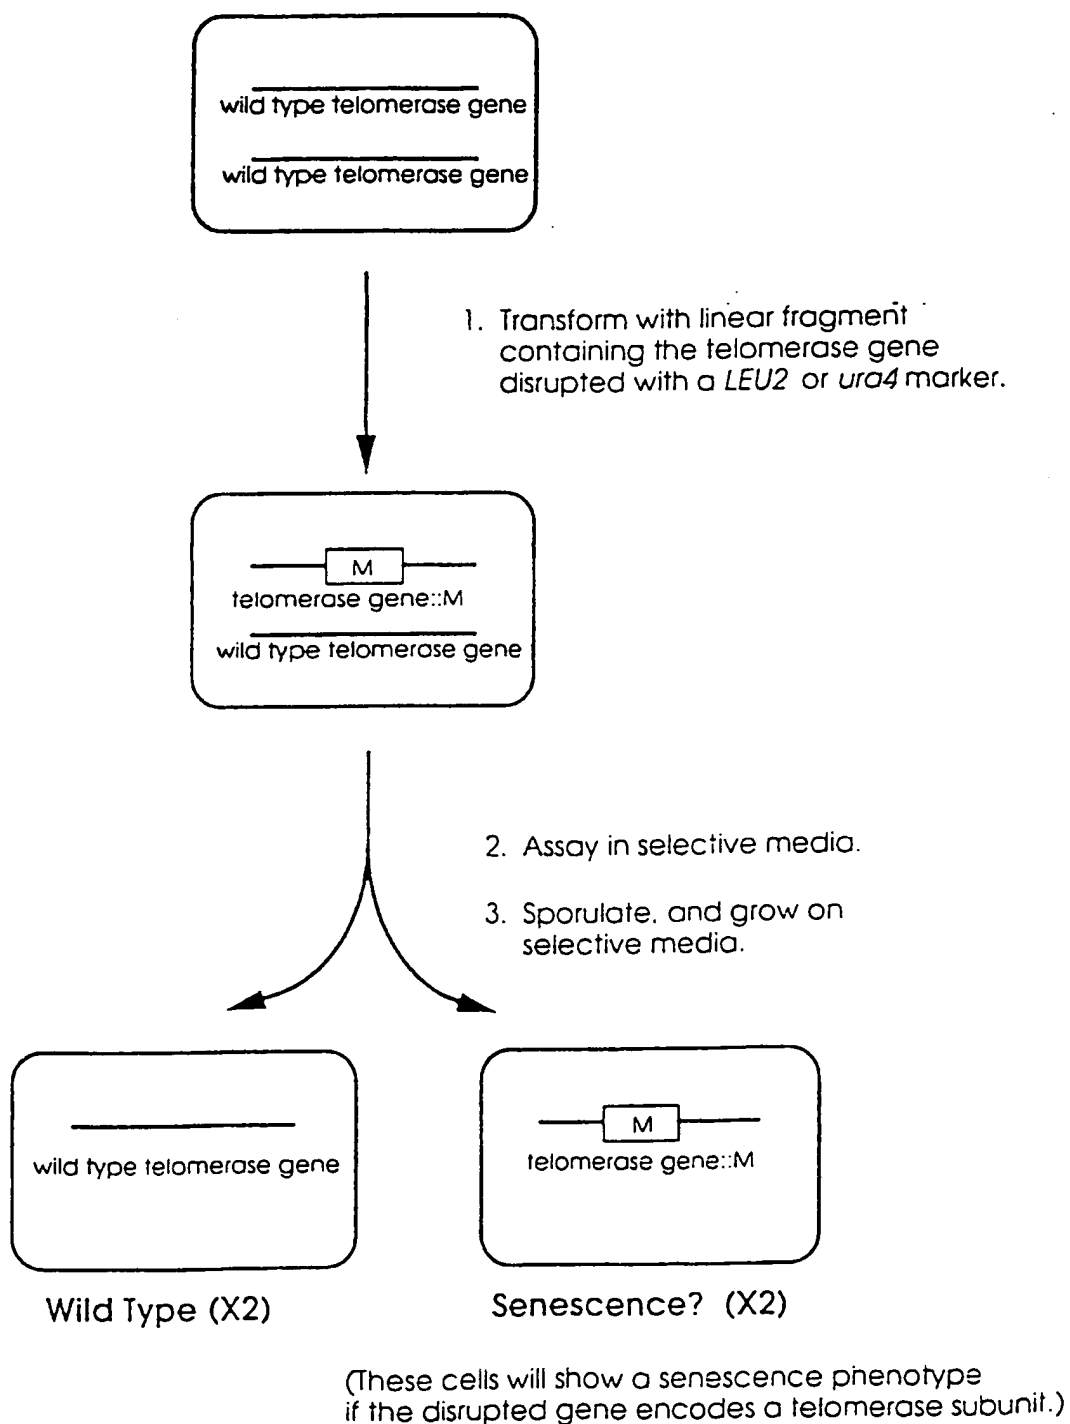 wild type telomerase gene
wild type telomerase gene
1. Transform with linear fragment
containing the telomerase gene
disrupted with a LEU2 or ura4 marker.
M
telomerase gene::M
wild type telomerase gene
2. Assay in selective media.
3. Sporulate, and grow on
selective media.
wild type telomerase gene
M
telomerase gene::M
Wild Type (X2)
Senescence? (X2)
(These cells will show a senescence phenotype
if the disrupted gene encodes a telomerase subunit.)